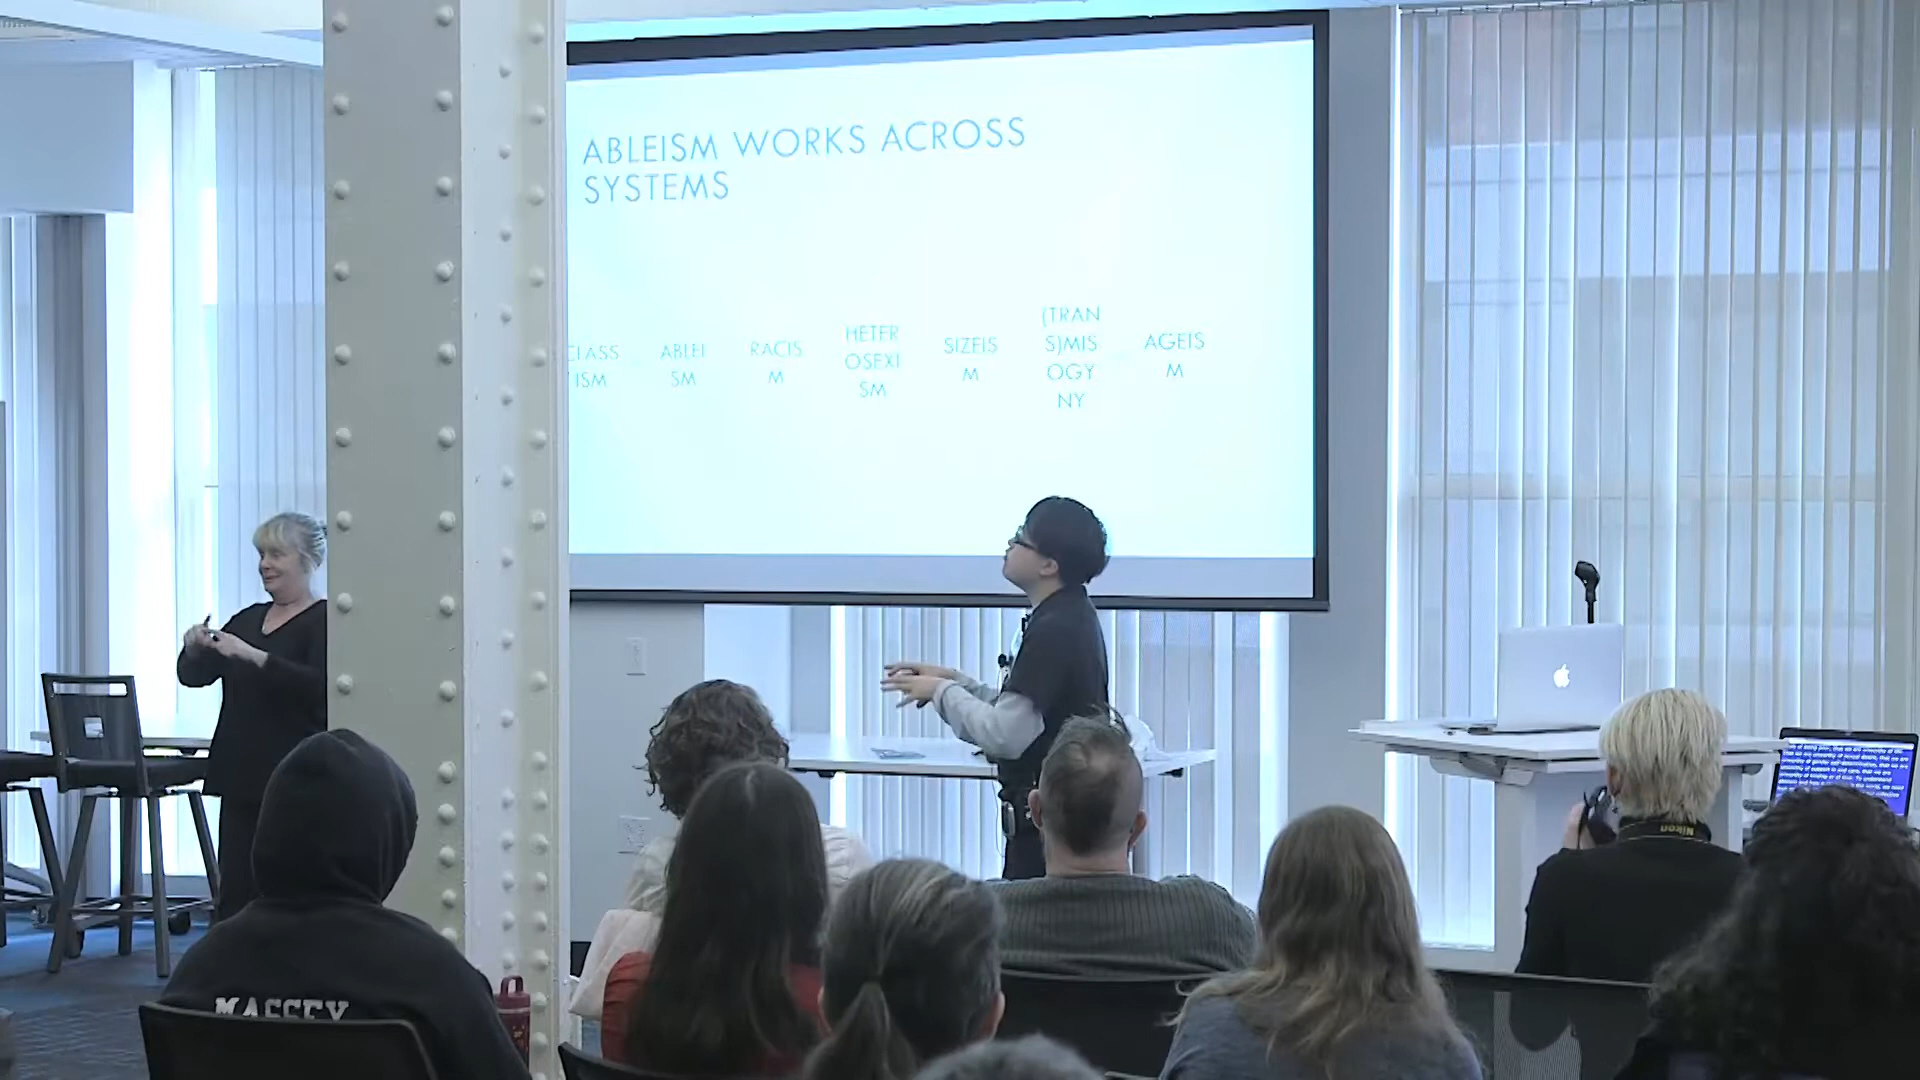 ABLEISM WORKS ACROSS
SYSTEMS
CLASS
ISM
ABLEI
SM
RACIS
M
HETER
OSEXI
SM
SIZEIS
M
(TRAN
S)MIS
OGY
NY
AGEIS
M
MASSEY
Nikon